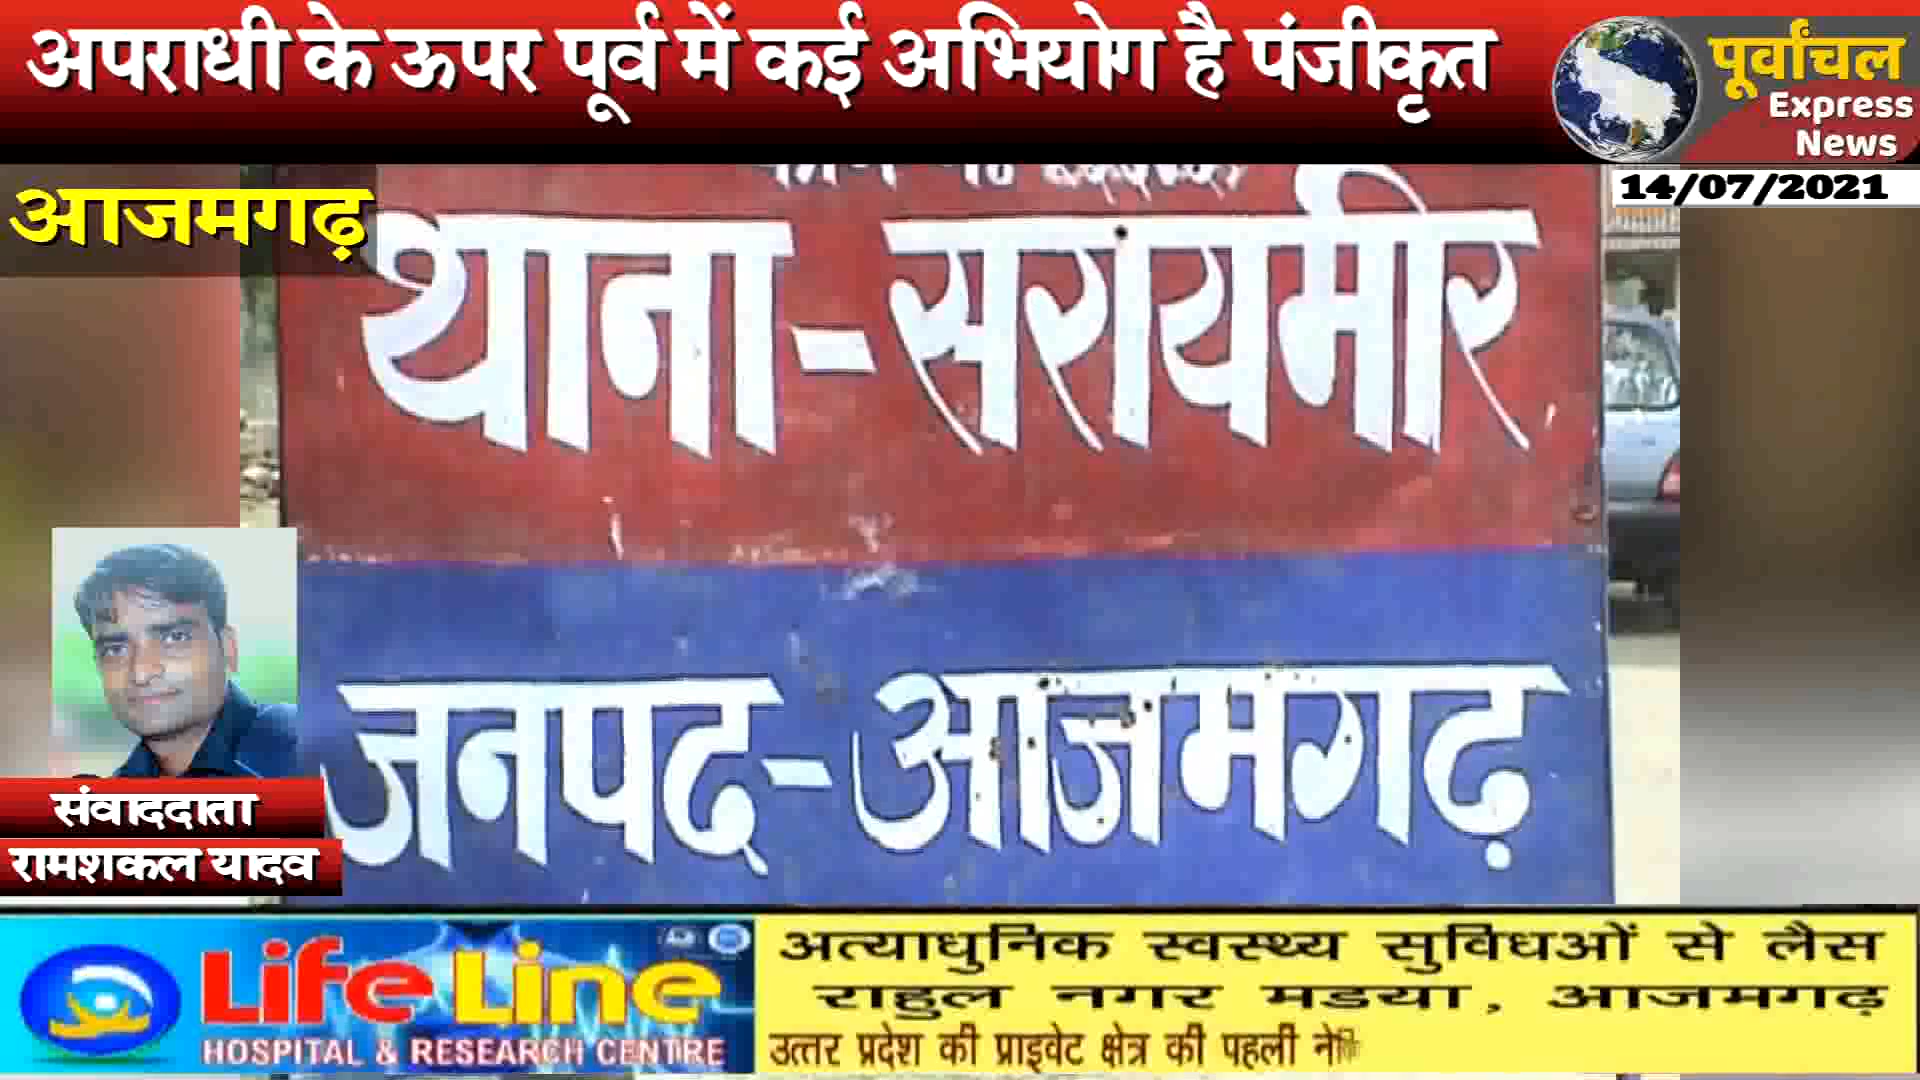 अपराधी के ऊपर पूर्व में कई अभियोग है पंजीकृत
पूर्वांचल
Express
News
14/07/2021
आजमगढ़
थाना-सरायमीर
जनपद-आजमगढ़
संवाददाता
रामशकल यादव
Life Line
HOSPITAL & RESEARCH CENTRE
अत्याधुनिक स्वस्थ्य सुविधओं से लैस
राहुल नगर मडया, आजमगढ़
उत्तर प्रदेश की प्राइवेट क्षेत्र की पहली